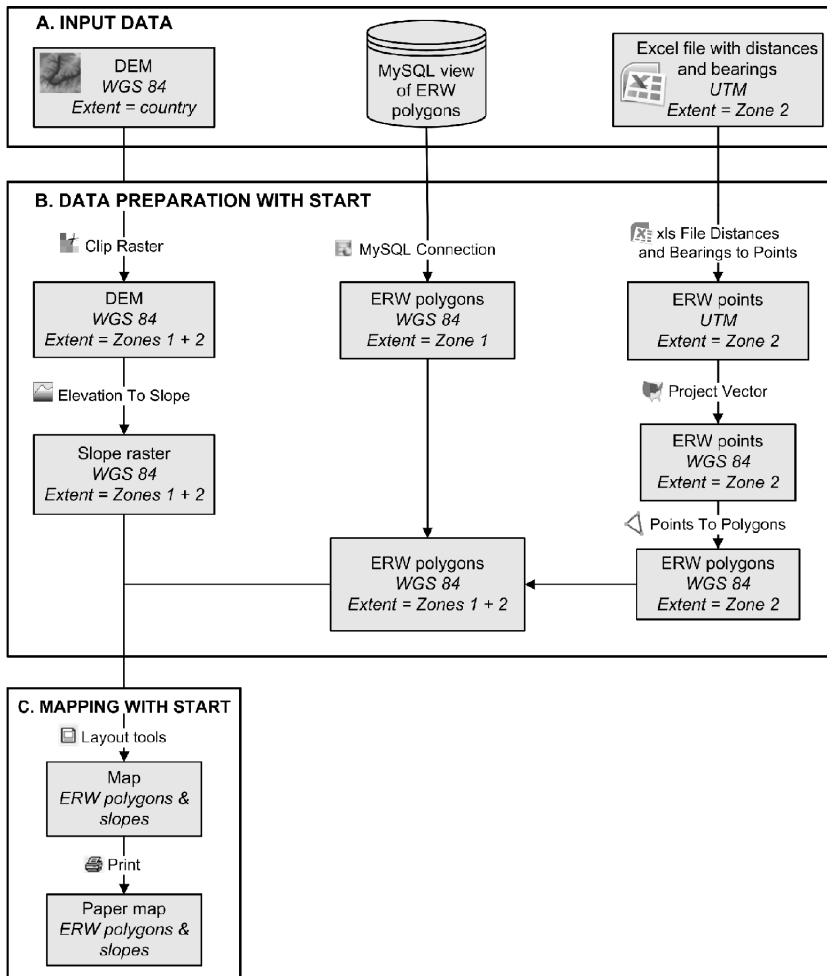 A. INPUT DATA
DEM
WGS 84
Extent = country
MySQL view
of ERW
polygons
Excel file with distances
and bearings
UTM
Extent = Zone 2
B. DATA PREPARATION WITH START
Clip Raster
DEM
WGS 84
Extent = Zones 1 + 2
Elevation To Slope
Slope raster
WGS 84
Extent = Zones 1 + 2
MySQL Connection
ERW polygons
WGS 84
Extent = Zone 1
ERW polygons
WGS 84
Extent = Zones 1 + 2
xls File Distances
and Bearings to Points
ERW points
UTM
Extent = Zone 2
Project Vector
ERW points
WGS 84
Extent = Zone 2
Points To Polygons
ERW polygons
WGS 84
Extent = Zone 2
C. MAPPING WITH START
Layout tools
Map
ERW polygons &
slopes
Print
Paper map
ERW polygons &
slopes